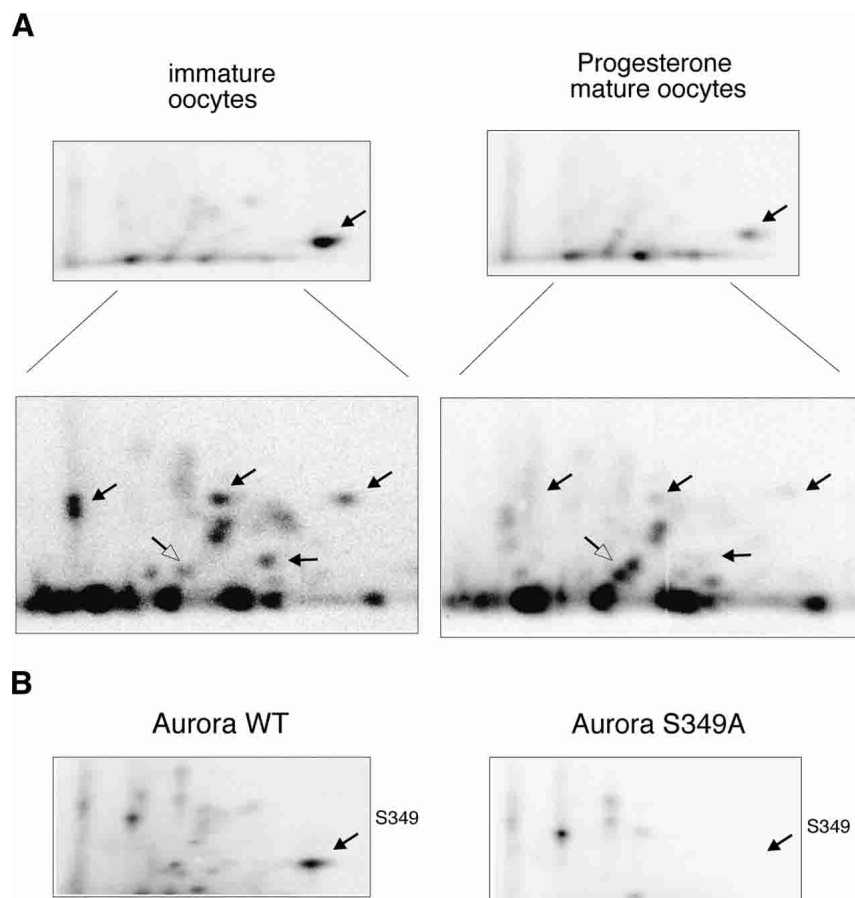 A
immature
oocytes
Progesterone
mature oocytes
B
Aurora WT
Aurora S349A
S349
S349